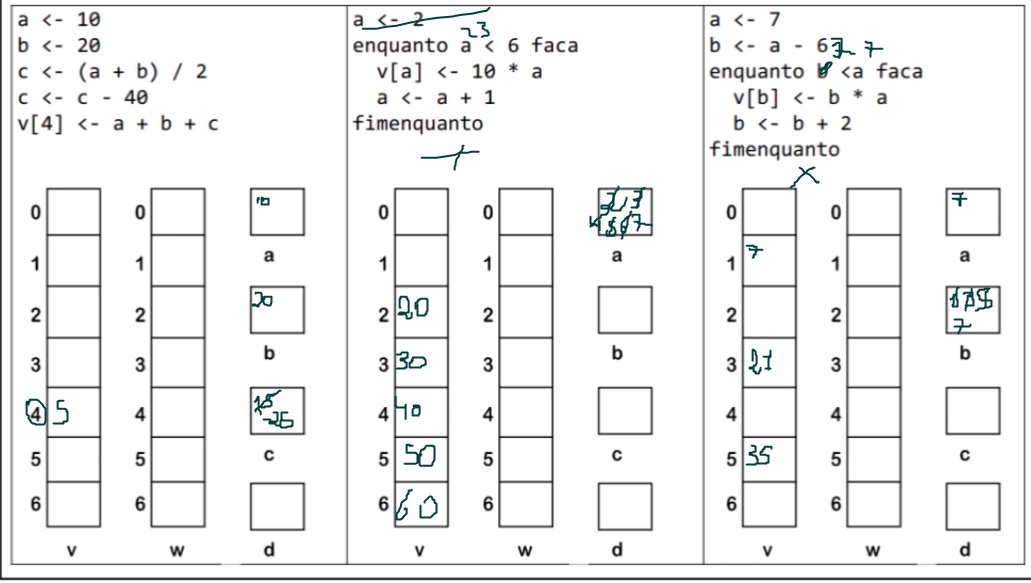 a <- 10
b <- 20
c <- (a + b) / 2
c <- c - 40
v[4] <- a + b + c
0 0 10
1 1 a
2 2 20
3 3 b
4 5 4 15
-25
5 5 c
6 6
v w d
a <- 2
23
enquanto a < 6 faca
v[a] <- 10 * a
a <- a + 1
fimenquanto
0 0
1 1 a
2 20 2
3 30 3 b
4 40 4
5 50 5 c
6 60 6
v w d
a <- 7
b <- a - 6 7
enquanto <a faca
v[b] <- b * a
b <- b + 2
fimenquanto
x
0 0 7
1 7 1 a
2 2
7
3 21 3 b
4 4
5 35 5 c
6 6
v w d